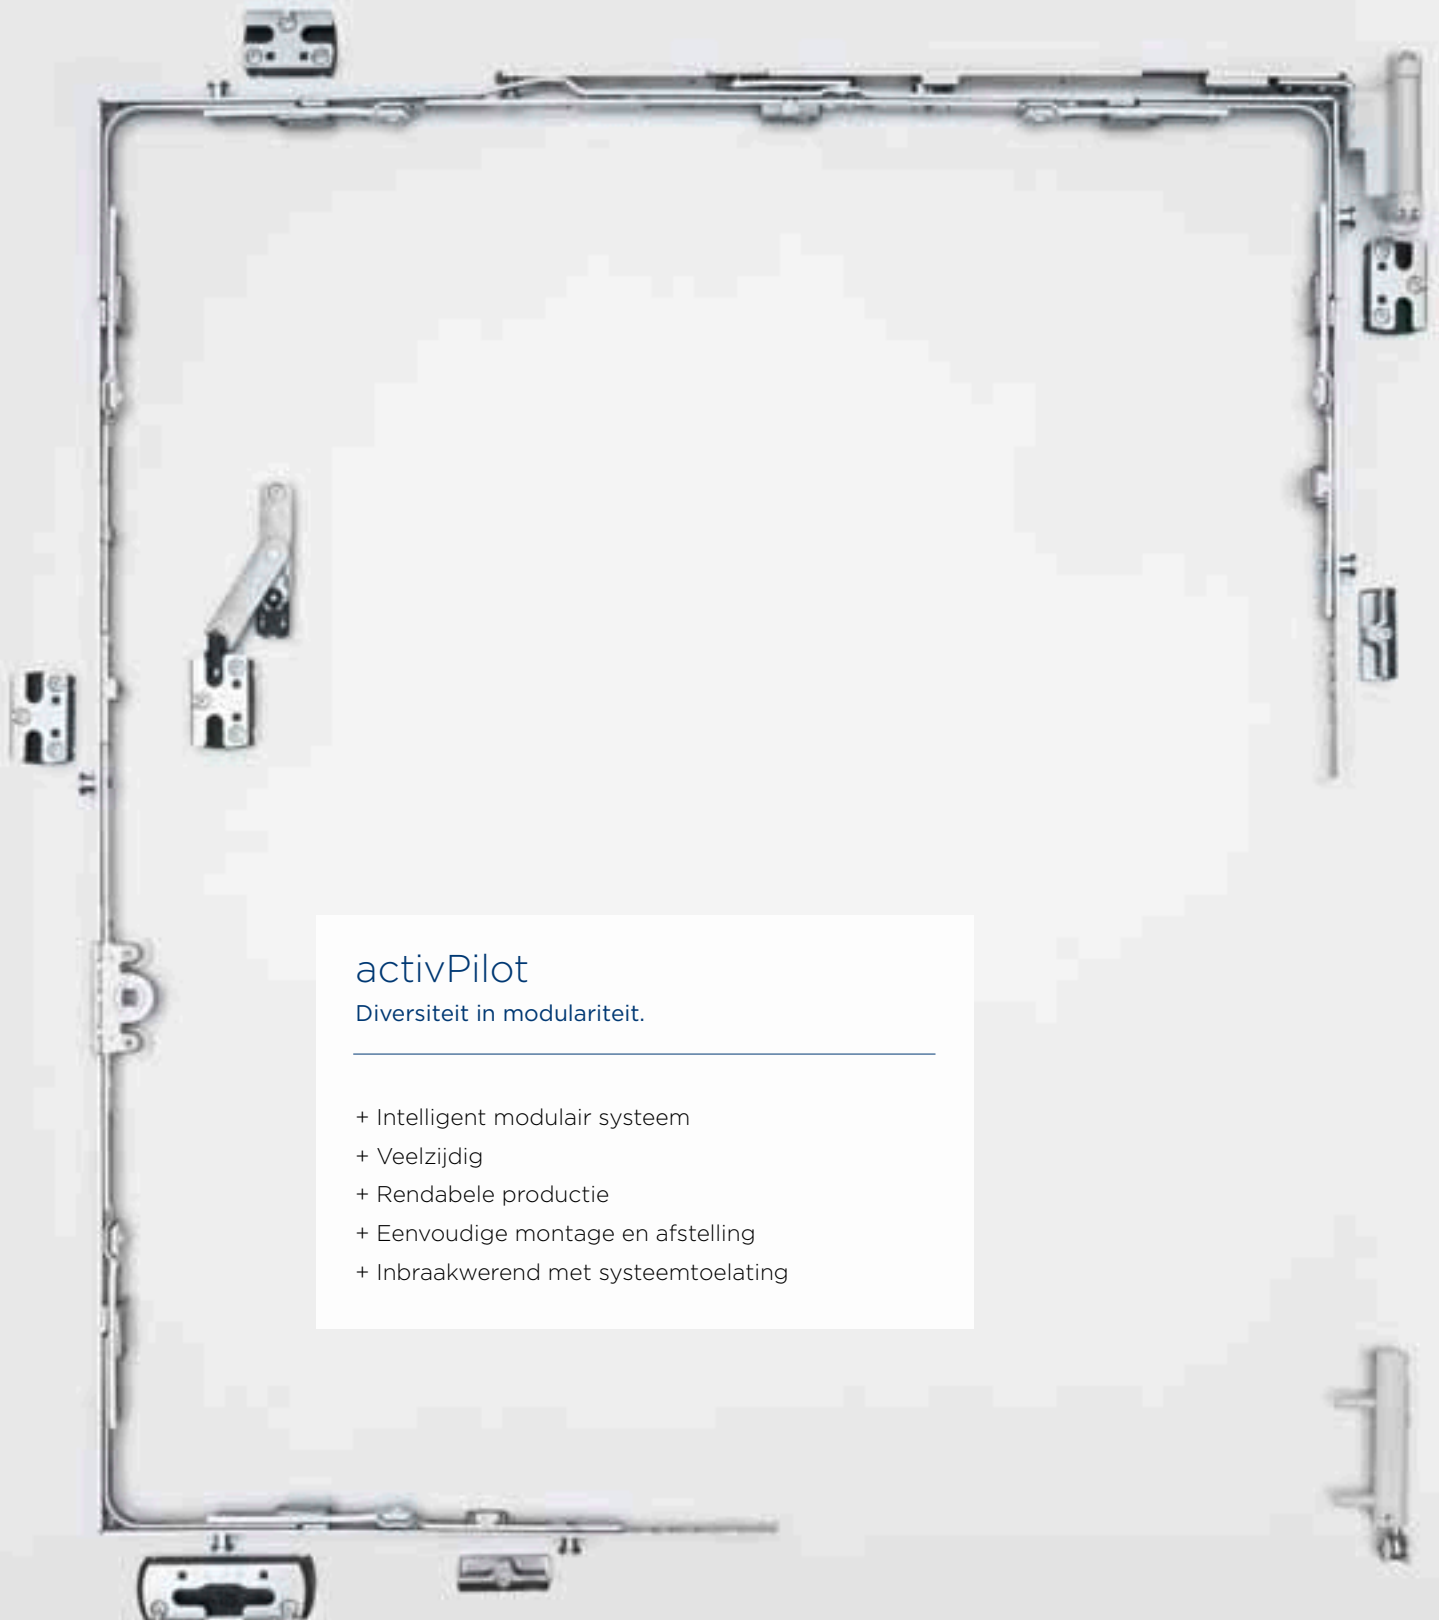 activPilot
Diversiteit in modulariteit.
+ Intelligent modulair systeem
+ Veelzijdig
+ Rendabele productie
+ Eenvoudige montage en afstelling
+ Inbraakwerend met systeemtoelating